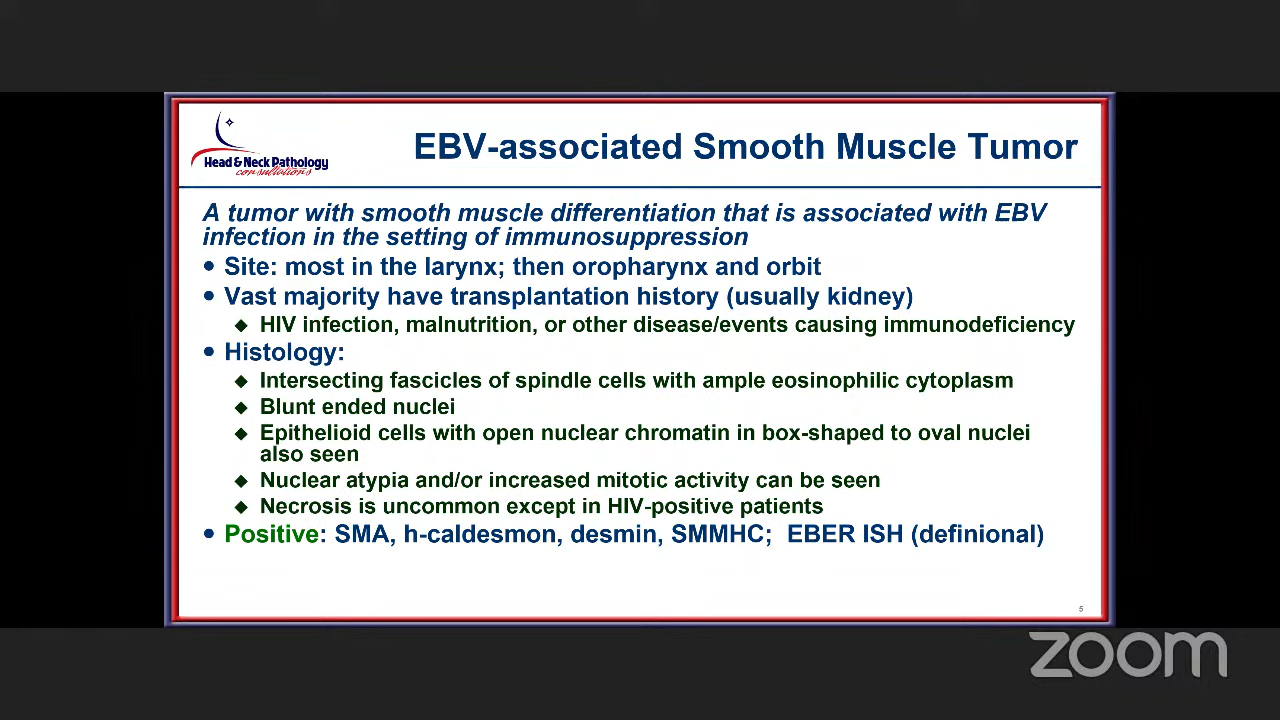 Head & Neck Pathology
consultations
EBV-associated Smooth Muscle Tumor
A tumor with smooth muscle differentiation that is associated with EBV
infection in the setting of immunosuppression
• Site: most in the larynx; then oropharynx and orbit
• Vast majority have transplantation history (usually kidney)
◆ HIV infection, malnutrition, or other disease/events causing immunodeficiency
• Histology:
◆ Intersecting fascicles of spindle cells with ample eosinophilic cytoplasm
◆ Blunt ended nuclei
◆ Epithelioid cells with open nuclear chromatin in box-shaped to oval nuclei
also seen
◆ Nuclear atypia and/or increased mitotic activity can be seen
◆ Necrosis is uncommon except in HIV-positive patients
• Positive: SMA, h-caldesmon, desmin, SMMHC; EBER ISH (definional)
5
zoom